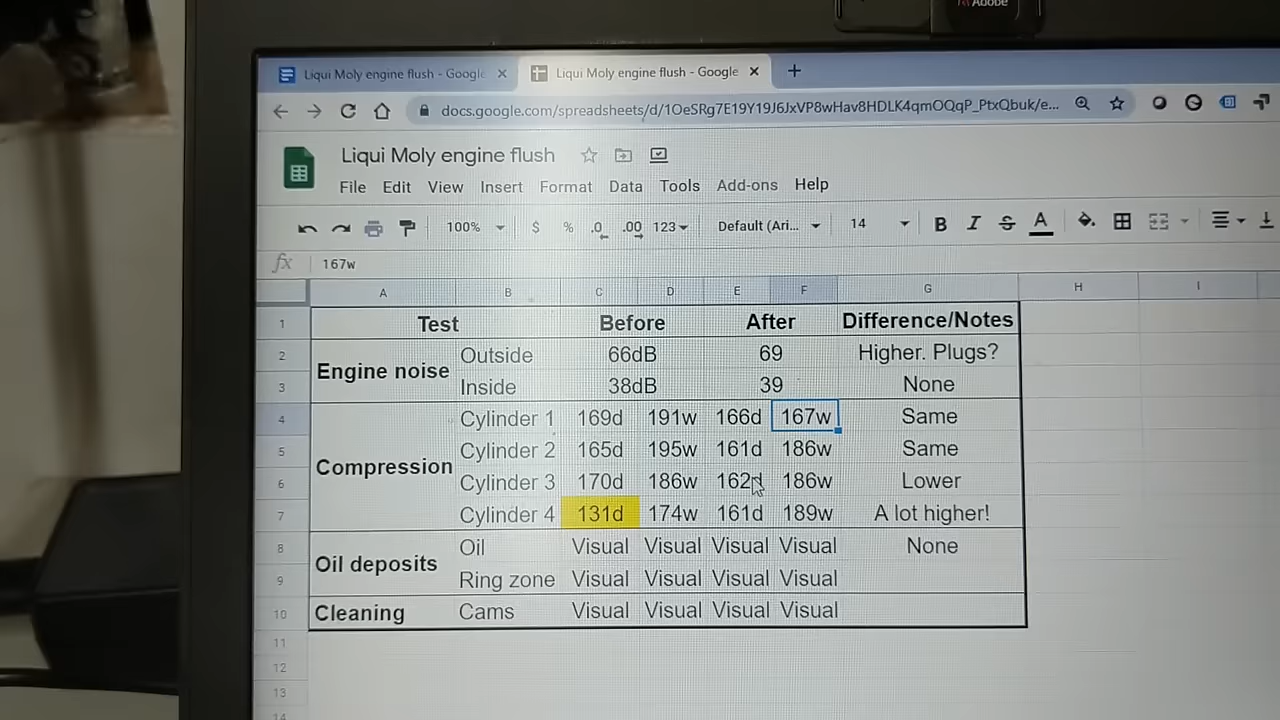 Adobe
Liqui Moly engine flush - Google
Liqui Moly engine flush - Google
docs.google.com/spreadsheets/d/1OeSRg7E19Y19J6JxVP8wHav8HDLK4qmOQqP_PtxQbuk/e...
Liqui Moly engine flush
File Edit View Insert Format Data Tools Add-ons Help
100% $ % .0 .00 123 Default (Ari... 14 B I S A
fx 167w
A B C D E F G H I
1 Test Before After Difference/Notes
2 Engine noise Outside 66dB 69 Higher. Plugs?
3 Inside 38dB 39 None
4 Compression Cylinder 1 169d 191w 166d 167w Same
5 Cylinder 2 165d 195w 161d 186w Same
6 Cylinder 3 170d 186w 162d 186w Lower
7 Cylinder 4 131d 174w 161d 189w A lot higher!
8 Oil deposits Oil Visual Visual Visual Visual None
9 Ring zone Visual Visual Visual Visual
10 Cleaning Cams Visual Visual Visual Visual
11
12
13
14